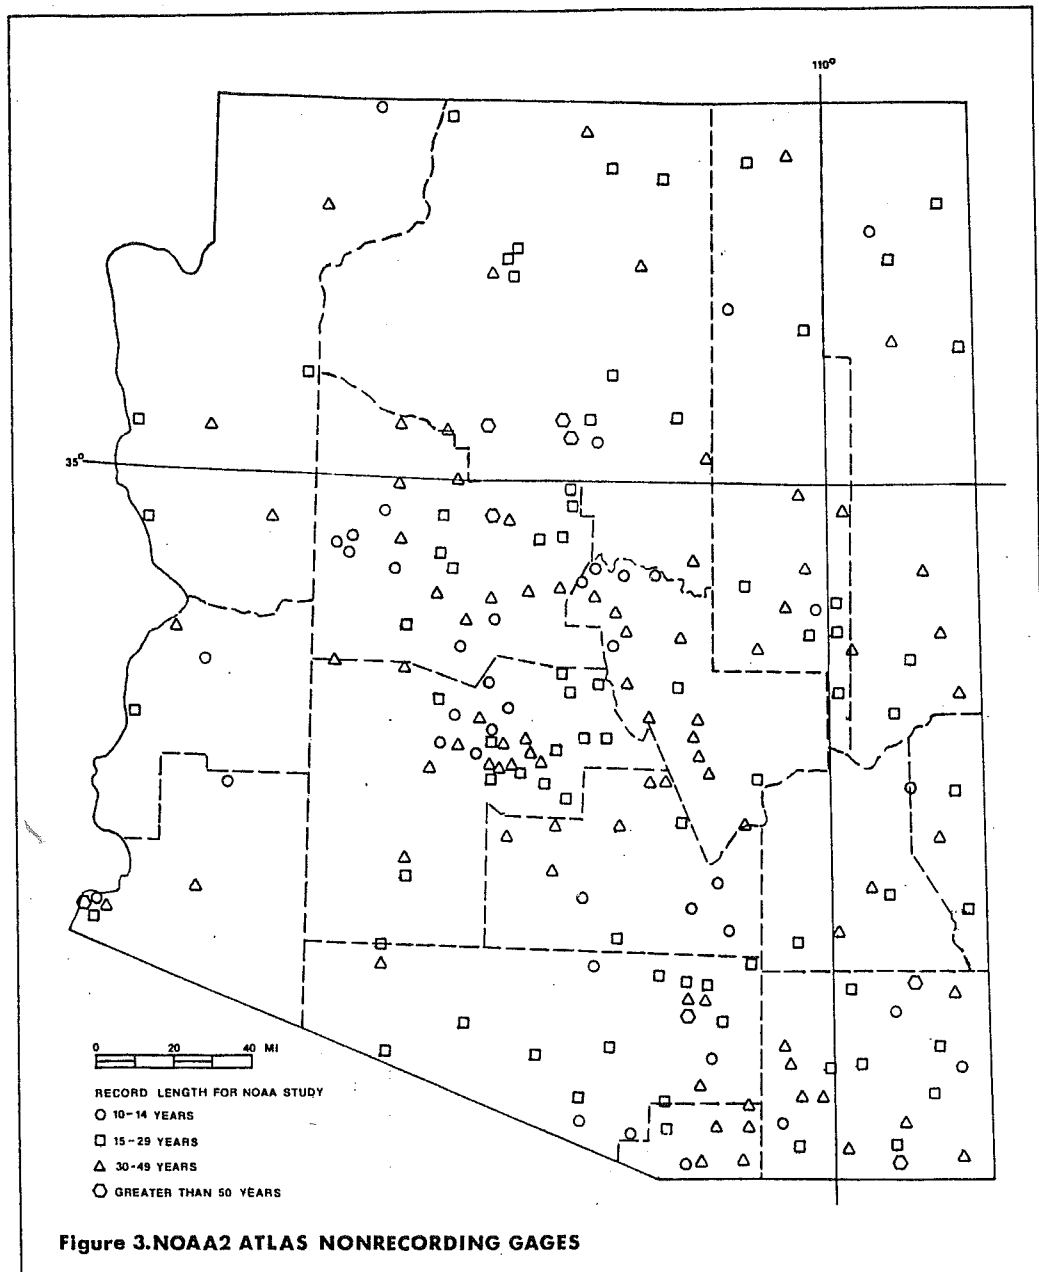 110°
35°
0 20 40 MI
RECORD LENGTH FOR NOAA STUDY
10-14 YEARS
15-29 YEARS
30-49 YEARS
GREATER THAN 50 YEARS
Figure 3.NOAA2 ATLAS NONRECORDING GAGES